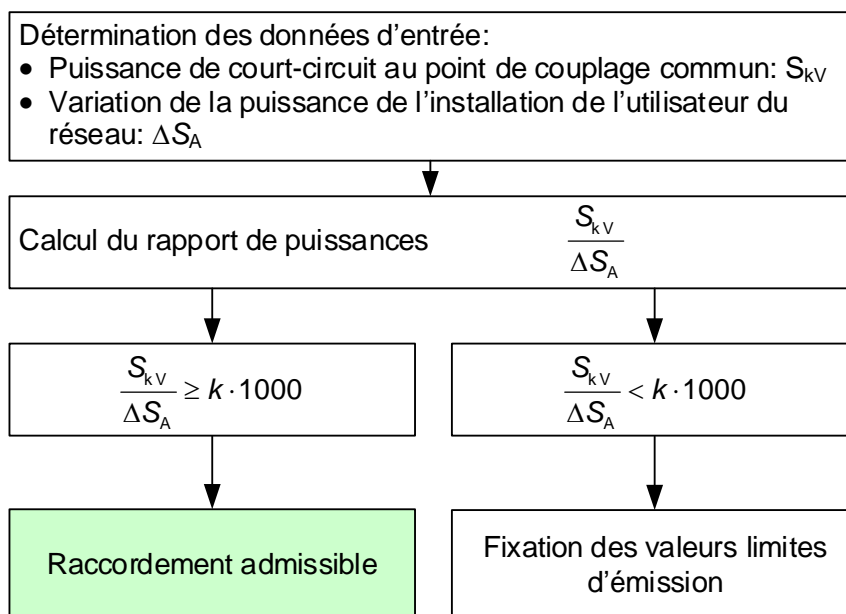 Détermination des données d’entrée:
• Puissance de court-circuit au point de couplage commun: SkV
• Variation de la puissance de l’installation de l’utilisateur du
réseau: ΔSA
Calcul du rapport de puissances SkV / ΔSA
SkV / ΔSA ≥ k · 1000
SkV / ΔSA < k · 1000
Raccordement admissible
Fixation des valeurs limites
d’émission